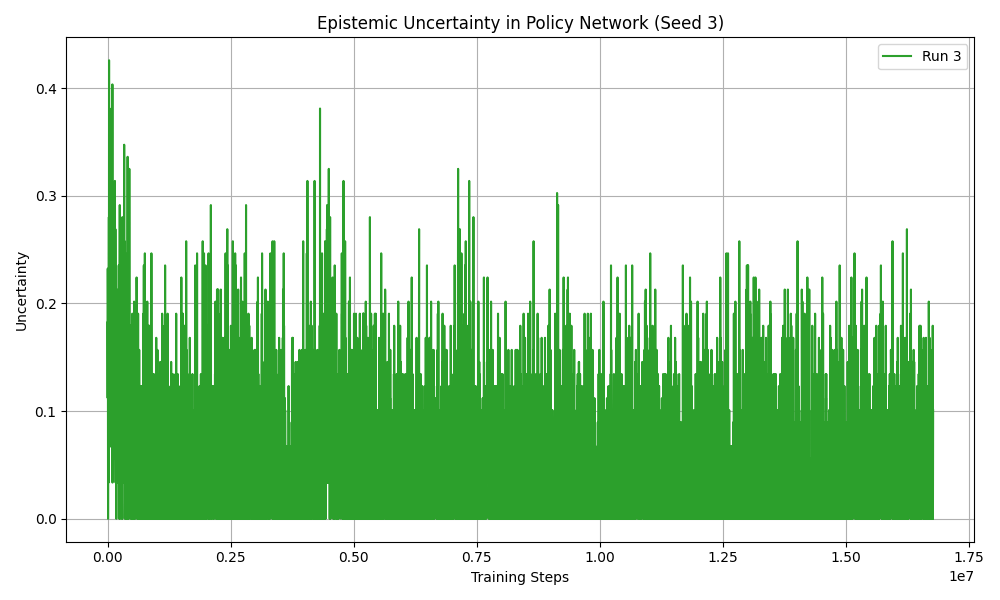 Epistemic Uncertainty in Policy Network (Seed 3)
Run 3
Uncertainty
0.4
0.3
0.2
0.1
0.0
0.00 0.25 0.50 0.75 1.00 1.25 1.50 1.75
1e7
Training Steps